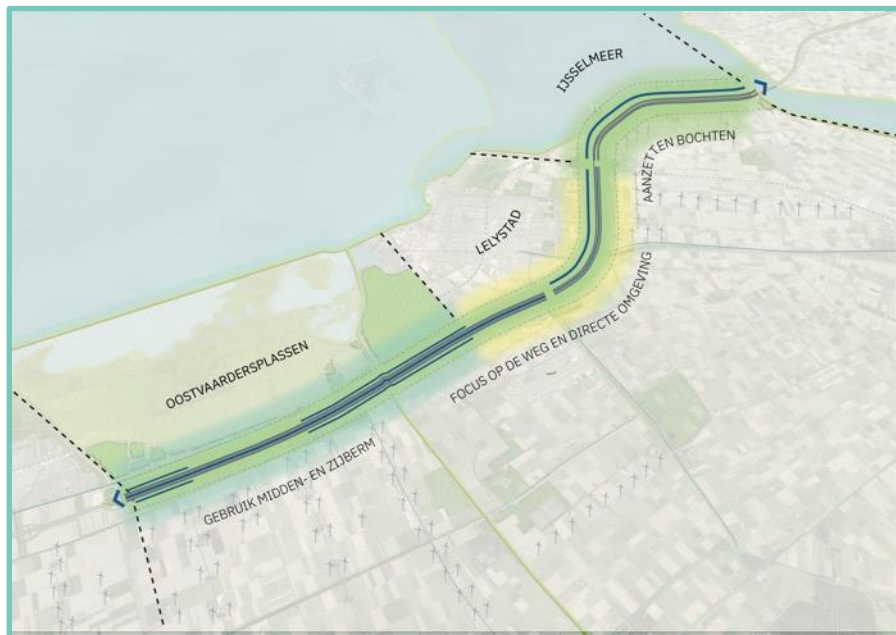 IJSSELMEER
AANZETTEN BOCHTEN
LELYSTAD
FOCUS OP DE WEG EN DIRECTE OMGEVING
OOSTVAARDERSPLASSEN
GEBRUIK MIDDEN- EN ZIJBERM